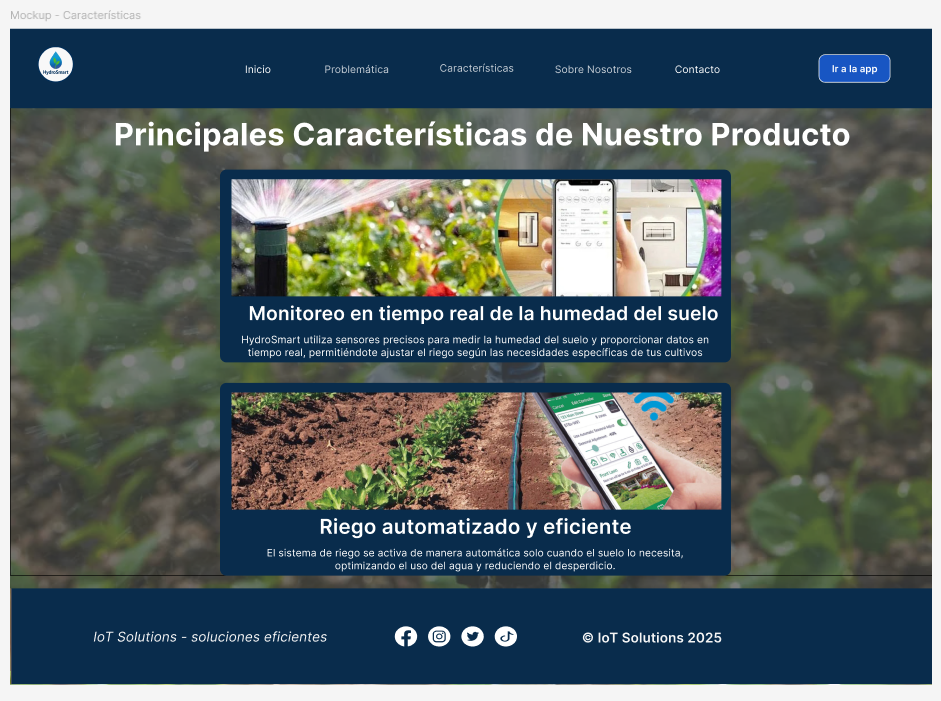 Mockup - Características
HydroSmart
Inicio
Problemática
Características
Sobre Nosotros
Contacto
Ir a la app
Principales Características de Nuestro Producto
Monitoreo en tiempo real de la humedad del suelo
HydroSmart utiliza sensores precisos para medir la humedad del suelo y proporcionar datos en
tiempo real, permitiéndote ajustar el riego según las necesidades específicas de tus cultivos
Riego automatizado y eficiente
El sistema de riego se activa de manera automática solo cuando el suelo lo necesita,
optimizando el uso del agua y reduciendo el desperdicio.
IoT Solutions - soluciones eficientes
© IoT Solutions 2025